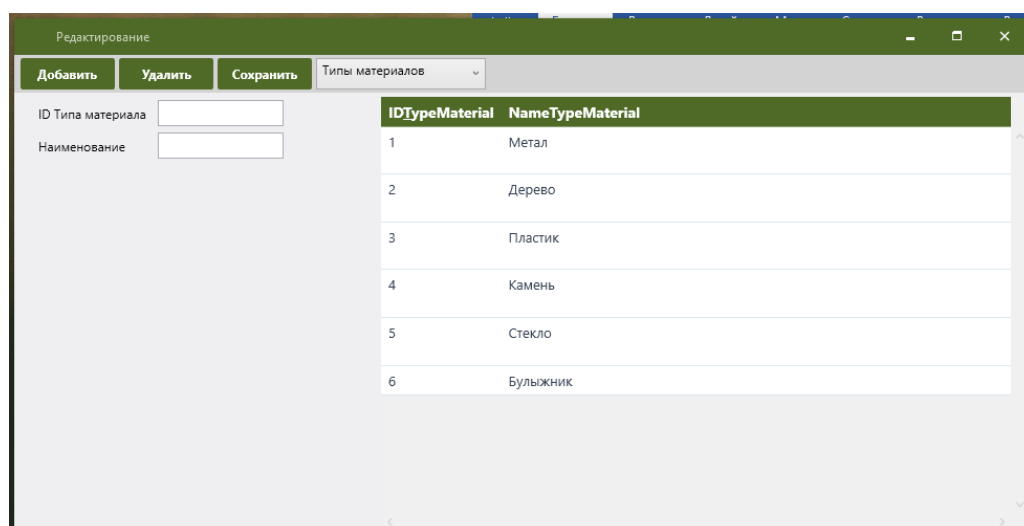 Редактирование
Добавить Удалить Сохранить Типы материалов
ID Типа материала
Наименование
IDTypeMaterial NameTypeMaterial
1 Метал
2 Дерево
3 Пластик
4 Камень
5 Стекло
6 Булыжник